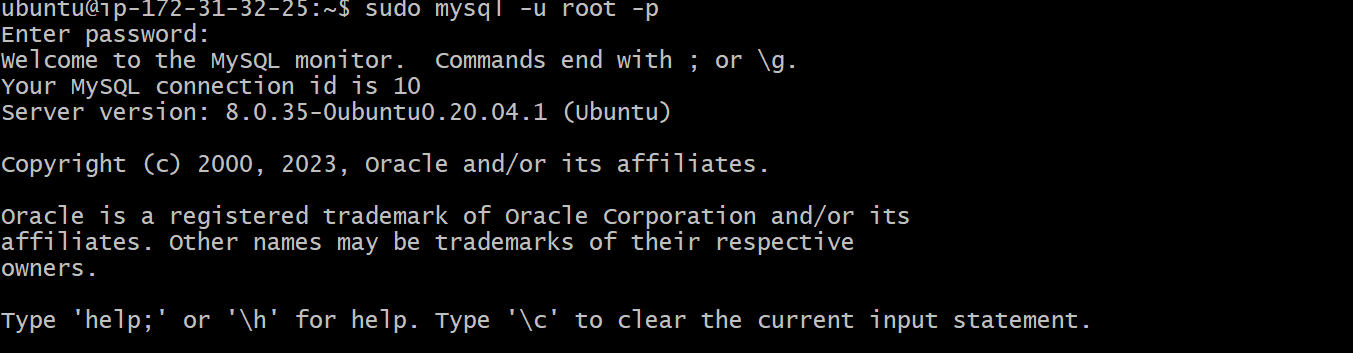 ubuntu@ip-172-31-32-25:~$ sudo mysql -u root -p
Enter password:
Welcome to the MySQL monitor.  Commands end with ; or \g.
Your MySQL connection id is 10
Server version: 8.0.35-0ubuntu0.20.04.1 (Ubuntu)

Copyright (c) 2000, 2023, Oracle and/or its affiliates.

Oracle is a registered trademark of Oracle Corporation and/or its
affiliates. Other names may be trademarks of their respective
owners.

Type 'help;' or '\h' for help. Type '\c' to clear the current input statement.